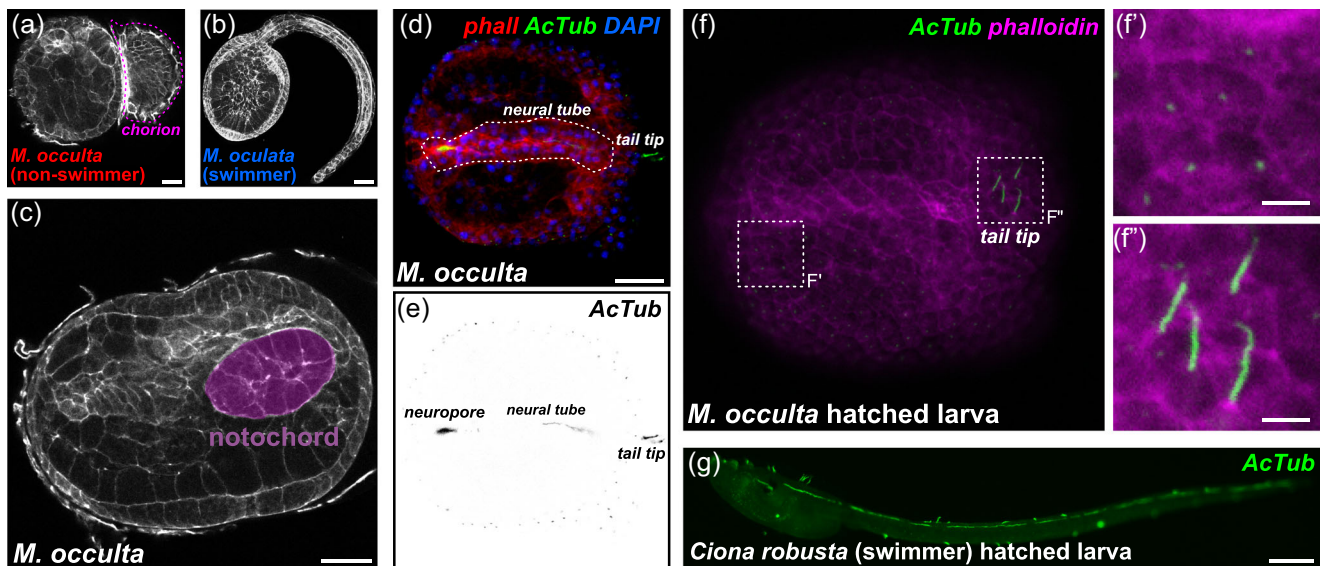 (a)
chorion
M. occulta
(non-swimmer)
(b)
M. oculata
(swimmer)
(c)
notochord
M. occulta
(d)
phall AcTub DAPI
neural tube
tail tip
M. occulta
(e)
AcTub
neuropore
neural tube
tail tip
(f)
AcTub phalloidin
F"
tail tip
F'
M. occulta hatched larva
(f')
(f")
(g)
AcTub
Ciona robusta (swimmer) hatched larva